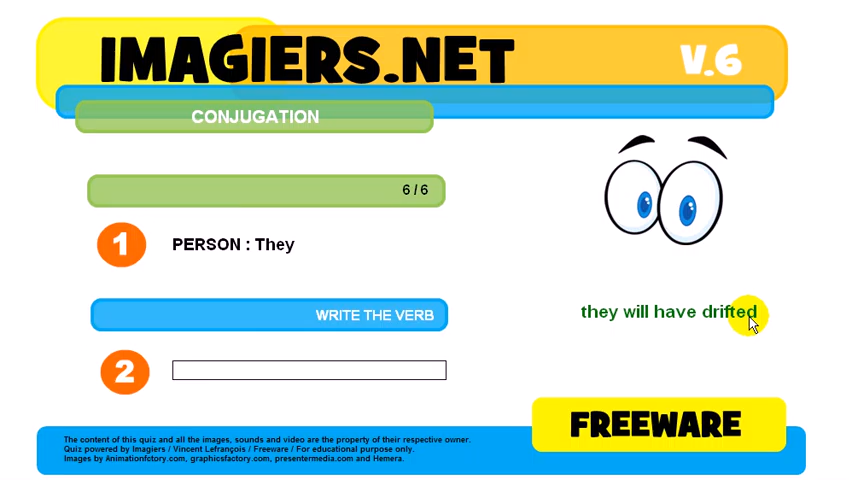 IMAGIERS.NET
V.6
CONJUGATION
6 / 6
1
PERSON : They
they will have drifted
WRITE THE VERB
2
FREEWARE
The content of this quiz and all the images, sounds and video are the property of their respective owner.
Quiz powered by Imagiers / Vincent Lefrançois / Freeware / For educational purpose only.
Images by Animationfctory.com, graphicsfactory.com, presentermedia.com and Hemera.